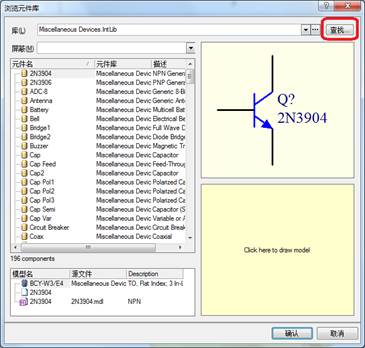 浏览元件库
库(L)
Miscellaneous Devices.IntLib
查找...
屏蔽(M)
元件名 / 元件库 描述
2N3904 Miscellaneous Devic NPN Gener
2N3906 Miscellaneous Devic PNP Gener
ADC-8 Miscellaneous Devic Generic 8-B
Antenna Miscellaneous Devic Generic Ant
Battery Miscellaneous Devic Multicell Bat
Bell Miscellaneous Devic Electrical Be
Bridge1 Miscellaneous Devic Full Wave D
Bridge2 Miscellaneous Devic Diode Bridge
Buzzer Miscellaneous Devic Magnetic Tr
Cap Miscellaneous Devic Capacitor
Cap Feed Miscellaneous Devic Feed-Throu
Cap2 Miscellaneous Devic Capacitor
Cap Pol1 Miscellaneous Devic Polarized Ca
Cap Pol2 Miscellaneous Devic Polarized Ca
Cap Pol3 Miscellaneous Devic Polarized Ca
Cap Semi Miscellaneous Devic Capacitor (S
Cap Var Miscellaneous Devic Variable or A
Circuit Breaker Miscellaneous Devic Circuit Brea
Coax Miscellaneous Devic Coaxial
196 components
模型名 源文件 Description
BCY-W3/E4 Miscellaneous Devic TO, Flat Index; 3 In-L
2N3904
2N3904 2N3904.mdl NPN
Q?
2N3904
Click here to draw model
确认 取消